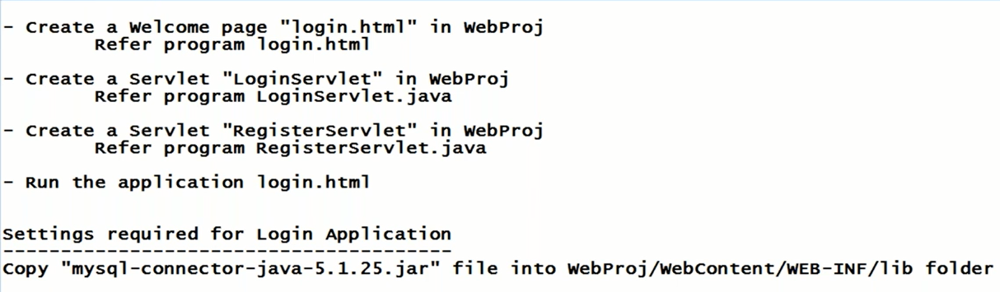 - Create a Welcome page "login.html" in WebProj
Refer program login.html
- Create a Servlet "LoginServlet" in WebProj
Refer program LoginServlet.java
- Create a Servlet "RegisterServlet" in WebProj
Refer program RegisterServlet.java
- Run the application login.html
Settings required for Login Application
---------------------------------------
Copy "mysql-connector-java-5.1.25.jar" file into WebProj/WebContent/WEB-INF/lib folder